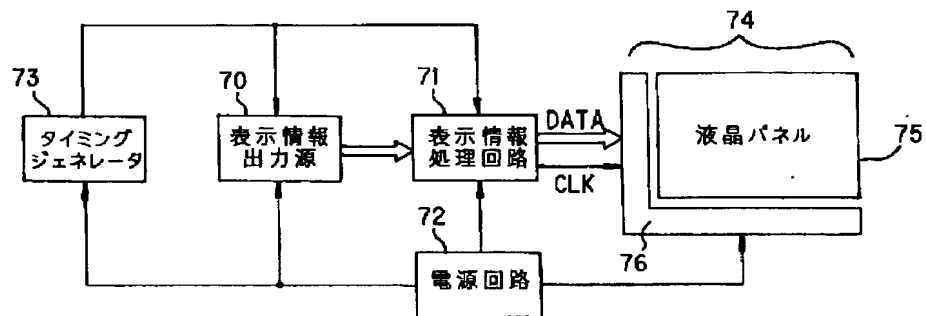 74
73
70
71
タイミング
ジェネレータ
表示情報
出力源
表示情報
処理回路
DATA
CLK
液晶パネル
75
72
76
電源回路